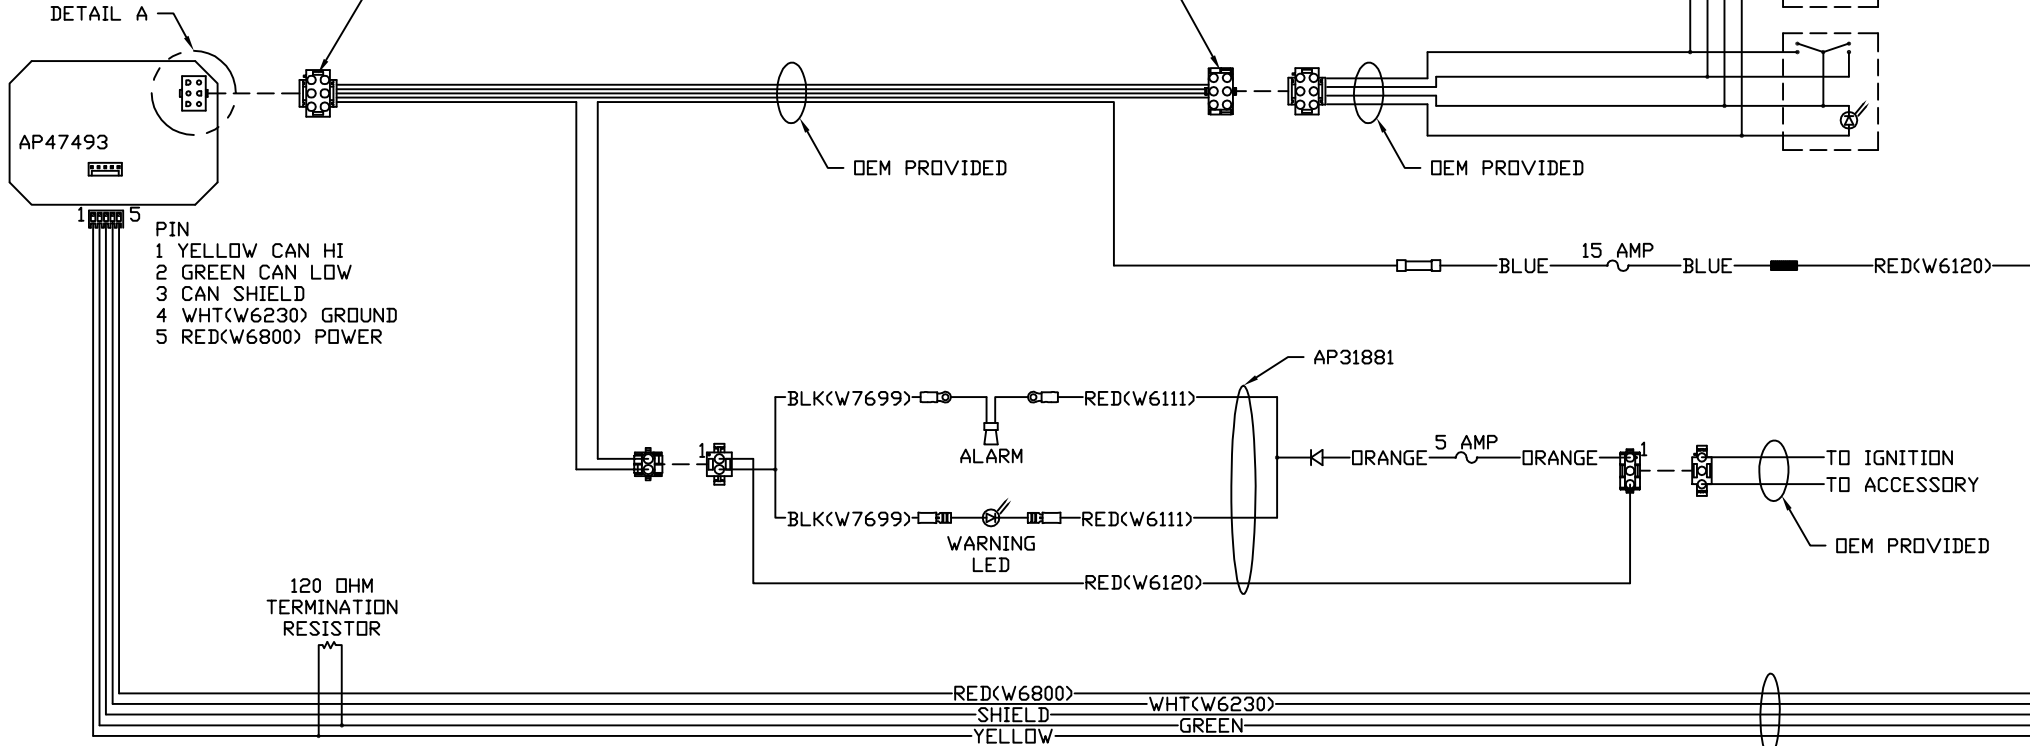 DETAIL A
AP47493
OEM PROVIDED
OEM PROVIDED
1 5
PIN
1 YELLOW CAN HI
2 GREEN CAN LOW
3 CAN SHIELD
4 WHT(W6230) GROUND
5 RED(W6800) POWER
15 AMP
BLUE BLUE RED(W6120)
AP31881
BLK(W7699) RED(W6111)
ALARM
5 AMP
1 ORANGE ORANGE 1
TO IGNITION
TO ACCESSORY
BLK(W7699) RED(W6111)
WARNING
LED
OEM PROVIDED
RED(W6120)
120 OHM
TERMINATION
RESISTOR
RED(W6800)
WHT(W6230)
SHIELD
GREEN
YELLOW